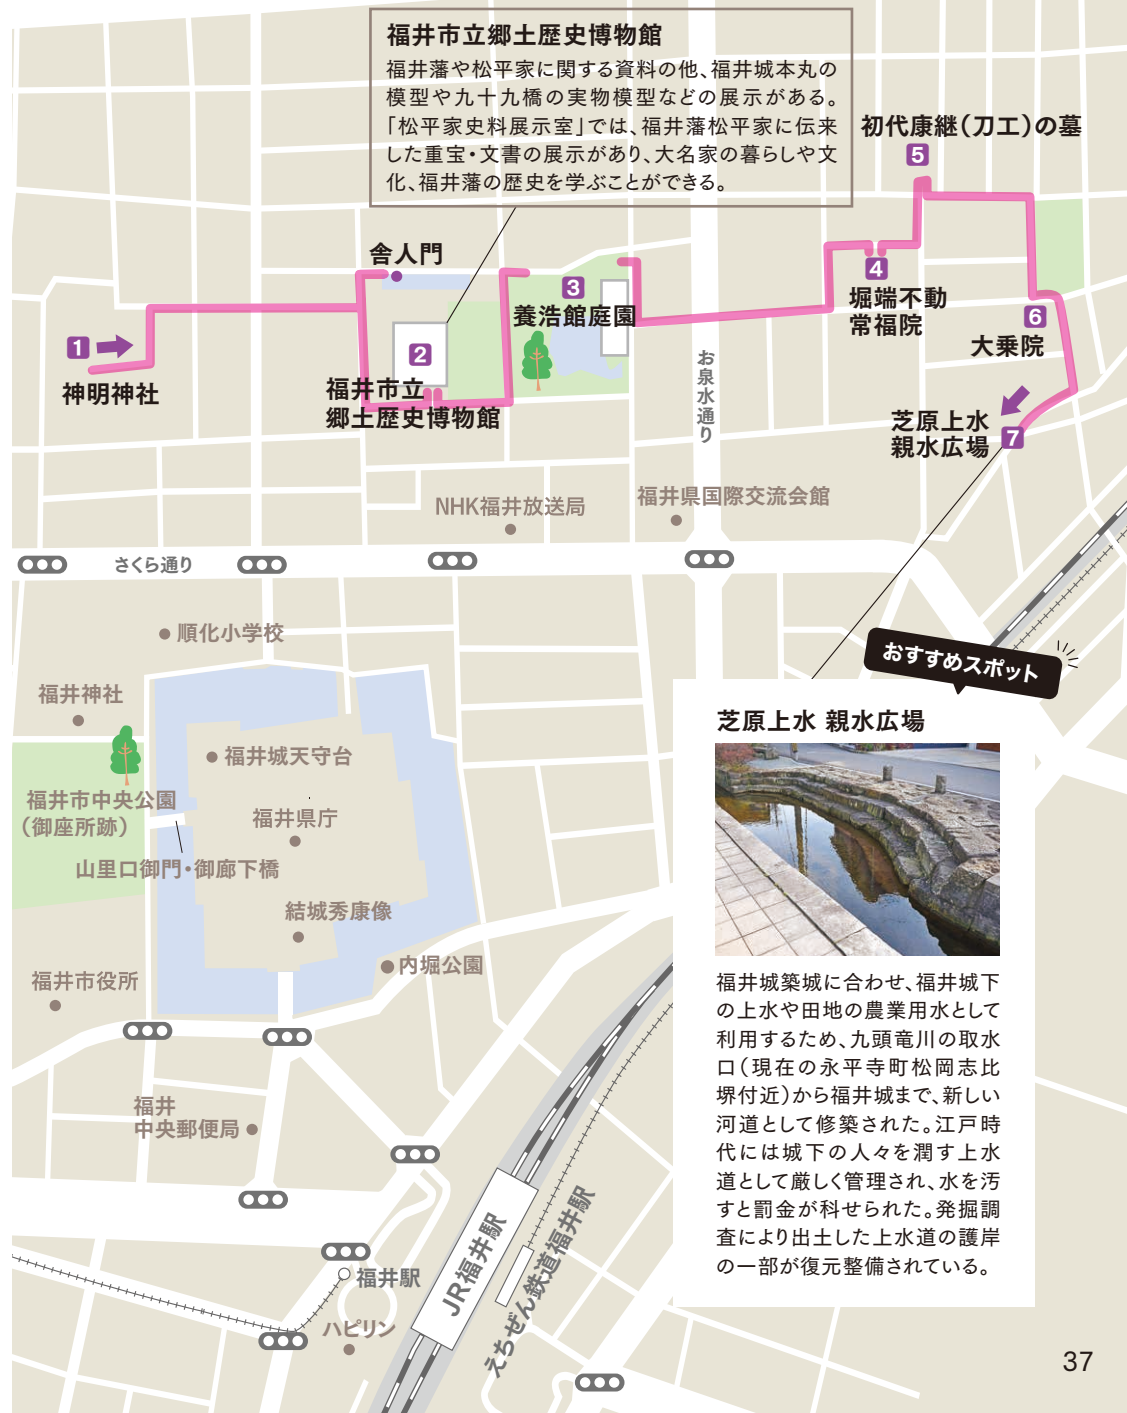 福井市立郷土歴史博物館
福井藩や松平家に関する資料の他、福井城本丸の
模型や九十九橋の実物模型などの展示がある。
「松平家史料展示室」では、福井藩松平家に伝来
した重宝・文書の展示があり、大名家の暮らしや文
化、福井藩の歴史を学ぶことができる。
初代康継（刀工）の墓
5
舎人門
3
養浩館庭園
4
堀端不動
常福院
6
大乗院
1
神明神社
2
福井市立
郷土歴史博物館
お泉水通り
芝原上水
親水広場
7
NHK福井放送局
福井県国際交流会館
さくら通り
順化小学校
おすすめスポット
福井神社
福井城天守台
福井市中央公園
（御座所跡）
福井県庁
山里口御門・御廊下橋
結城秀康像
内堀公園
福井市役所
福井
中央郵便局
JR福井駅
えちぜん鉄道福井駅
福井駅
ハピリン
芝原上水 親水広場
福井城築城に合わせ、福井城下
の上水や田地の農業用水として
利用するため、九頭竜川の取水
口（現在の永平寺町松岡志比
堺付近）から福井城まで、新しい
河道として修築された。江戸時
代には城下の人々を潤す上水
道として厳しく管理され、水を汚
すと罰金が科せられた。発掘調
査により出土した上水道の護岸
の一部が復元整備されている。
37